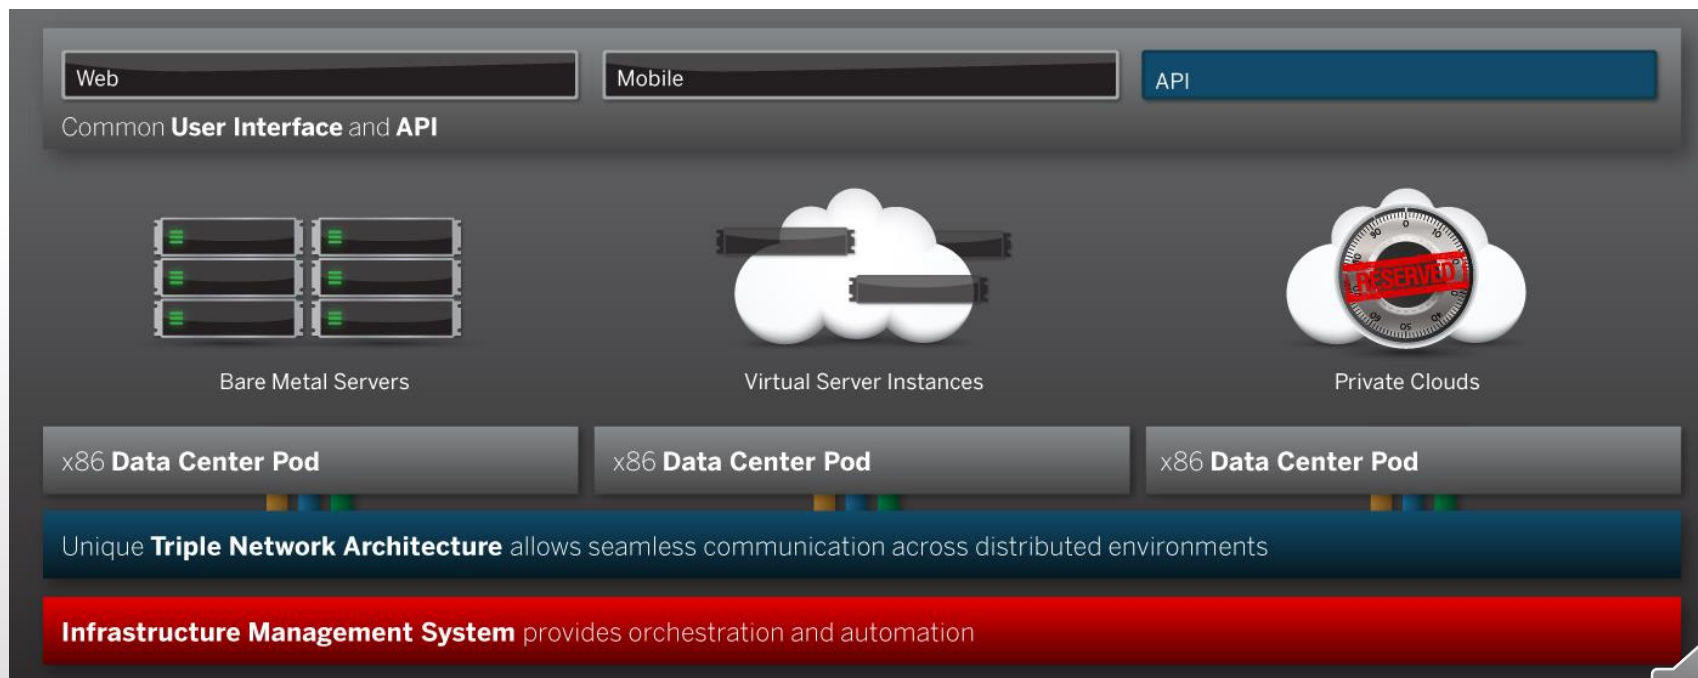 Web
Mobile
API
Common User Interface and API
RESERVED
Bare Metal Servers
Virtual Server Instances
Private Clouds
x86 Data Center Pod
x86 Data Center Pod
x86 Data Center Pod
Unique Triple Network Architecture allows seamless communication across distributed environments
Infrastructure Management System provides orchestration and automation